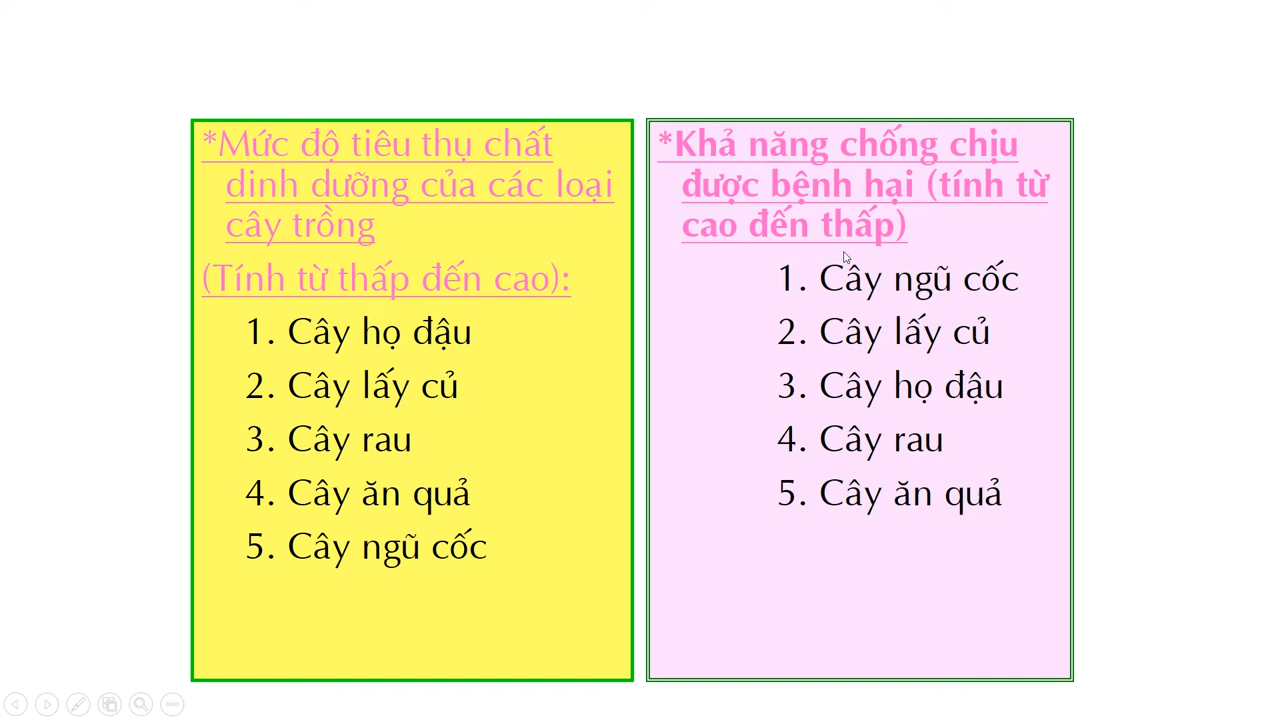 *Mức độ tiêu thụ chất
dinh dưỡng của các loại
cây trồng
(Tính từ thấp đến cao):
1. Cây họ đậu
2. Cây lấy củ
3. Cây rau
4. Cây ăn quả
5. Cây ngũ cốc
*Khả năng chống chịu
được bệnh hại (tính từ
cao đến thấp)
1. Cây ngũ cốc
2. Cây lấy củ
3. Cây họ đậu
4. Cây rau
5. Cây ăn quả